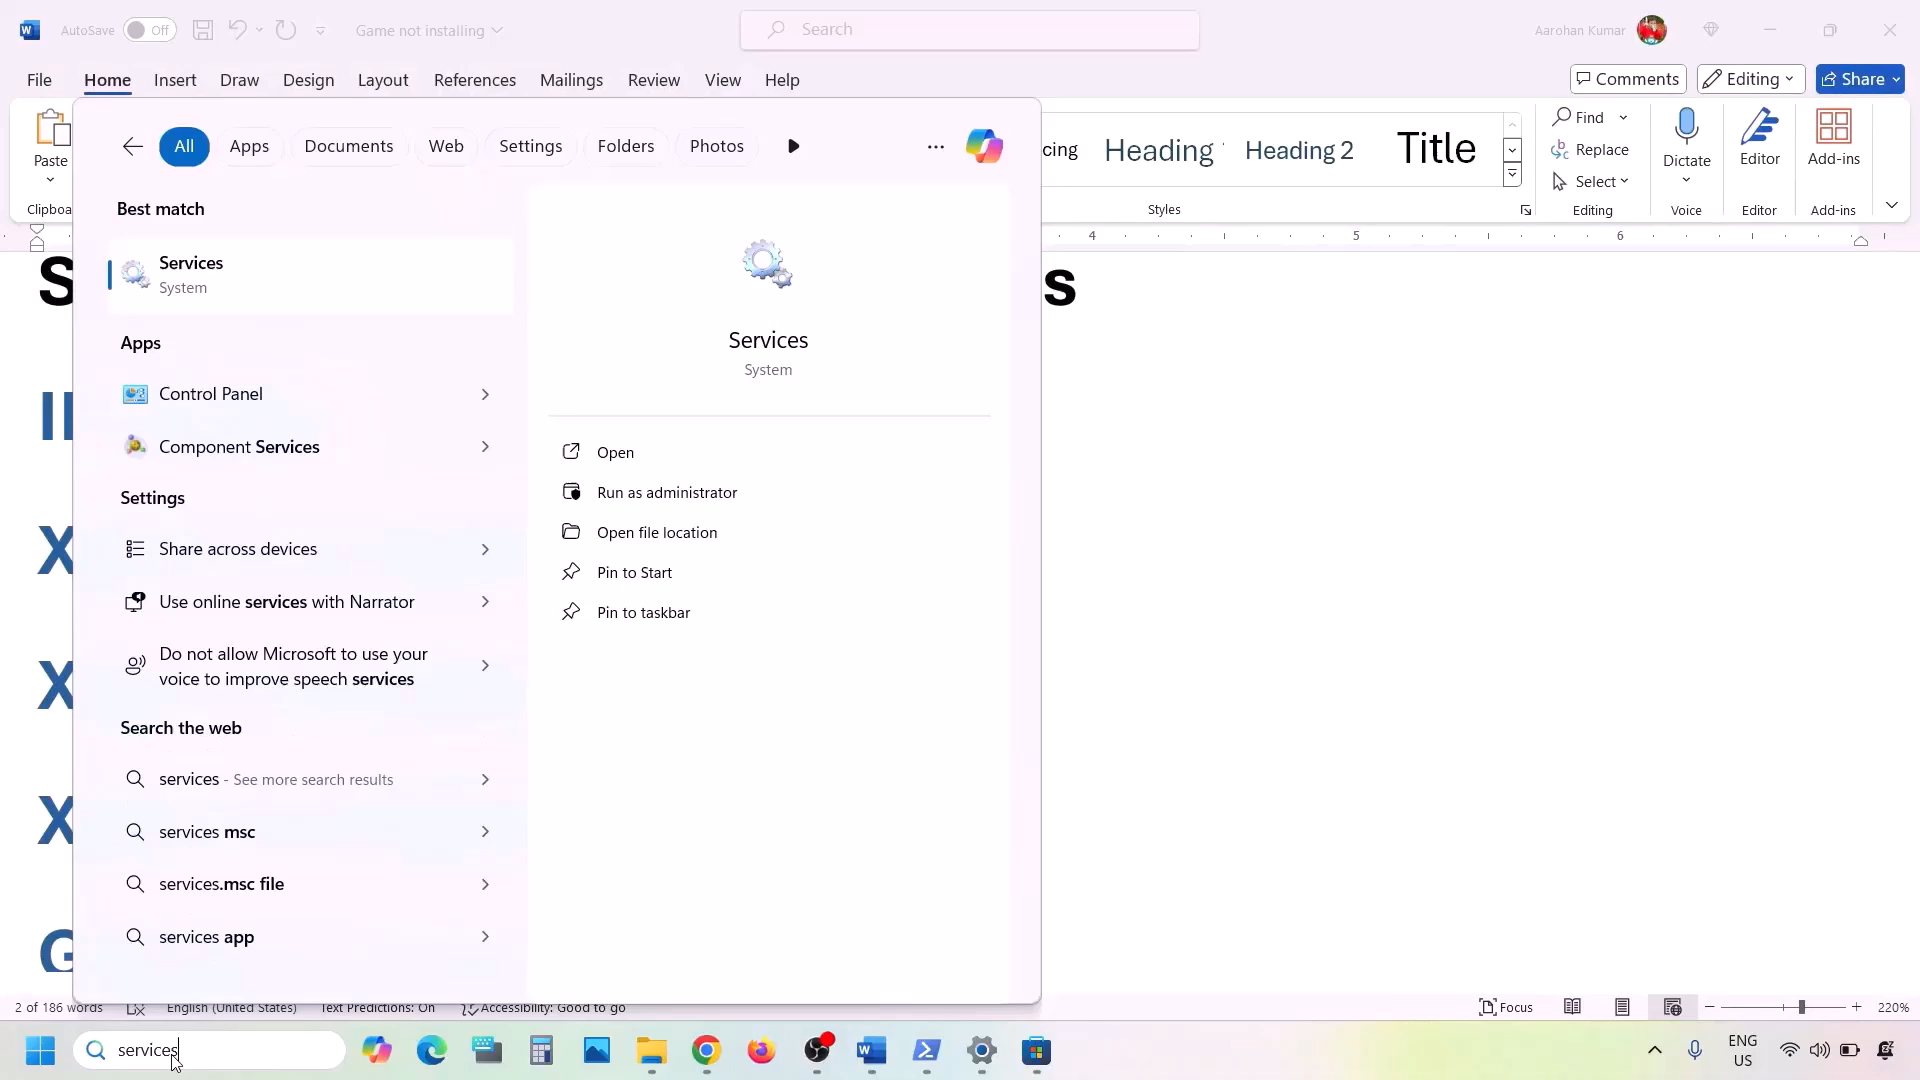 AutoSave Off Game not installing Search Aarohan Kumar
File Home Insert Draw Design Layout References Mailings Review View Help Comments Editing Share
Paste
Clipboa
cing Heading Heading 2 Title
Styles
Find
Replace
Select
Editing
Dictate
Voice
Editor
Editor
Add-ins
Add-ins
4 5 6
S s
X
X
X
G
All Apps Documents Web Settings Folders Photos
Best match
Services
System
Apps
Control Panel
Component Services
Settings
Share across devices
Use online services with Narrator
Do not allow Microsoft to use your
voice to improve speech services
Search the web
services - See more search results
services msc
services.msc file
services app
Services
System
Open
Run as administrator
Open file location
Pin to Start
Pin to taskbar
2 of 186 words English (United States) Text Predictions: On Accessibility: Good to go Focus 220%
services
ENG
US